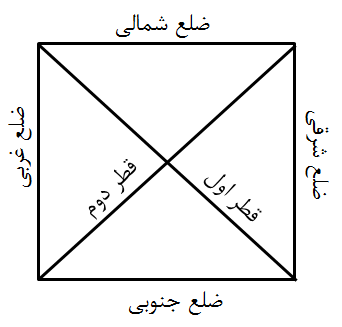 ضلع شمالی
ضلع شرقی
ضلع غربی
قطر اول
قطر دوم
ضلع جنوبی